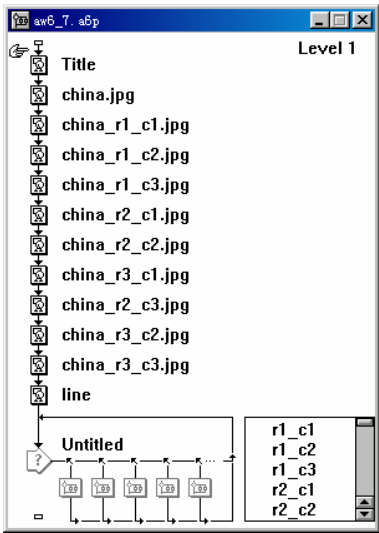 aw6_7.a6p
Level 1
Title
china.jpg
china_r1_c1.jpg
china_r1_c2.jpg
china_r1_c3.jpg
china_r2_c1.jpg
china_r2_c2.jpg
china_r3_c1.jpg
china_r2_c3.jpg
china_r3_c2.jpg
china_r3_c3.jpg
line
Untitled
?
r1_c1
r1_c2
r1_c3
r2_c1
r2_c2